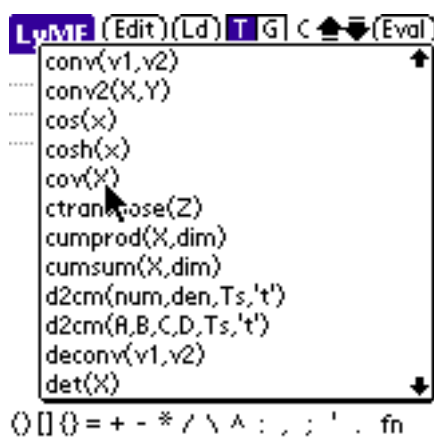 LyME (Edit) (Ld) T G C (Eval)
conv(v1,v2)
conv2(X,Y)
cos(x)
cosh(x)
cov(X)
ctranspose(Z)
cumprod(X,dim)
cumsum(X,dim)
d2cm(num,den,Ts,'t')
d2cm(A,B,C,D,Ts,'t')
deconv(v1,v2)
det(X)
() [] {} = + - * / \ ^ : , ; ' . fn